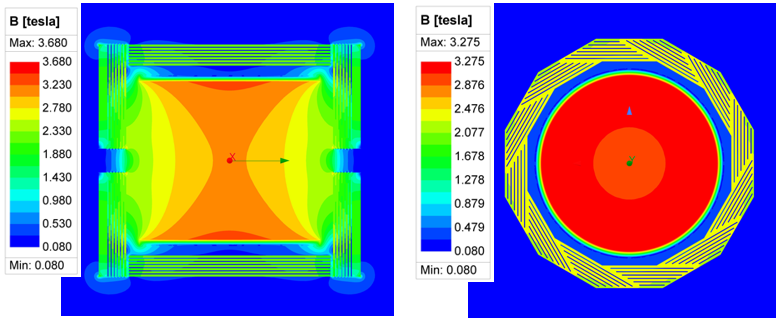 B [tesla]
Max: 3.680
3.680
3.230
2.780
2.330
1.880
1.430
0.980
0.530
0.080
Min: 0.080
X
B [tesla]
Max: 3.275
3.275
2.876
2.476
2.077
1.678
1.278
0.879
0.479
0.080
Min: 0.080